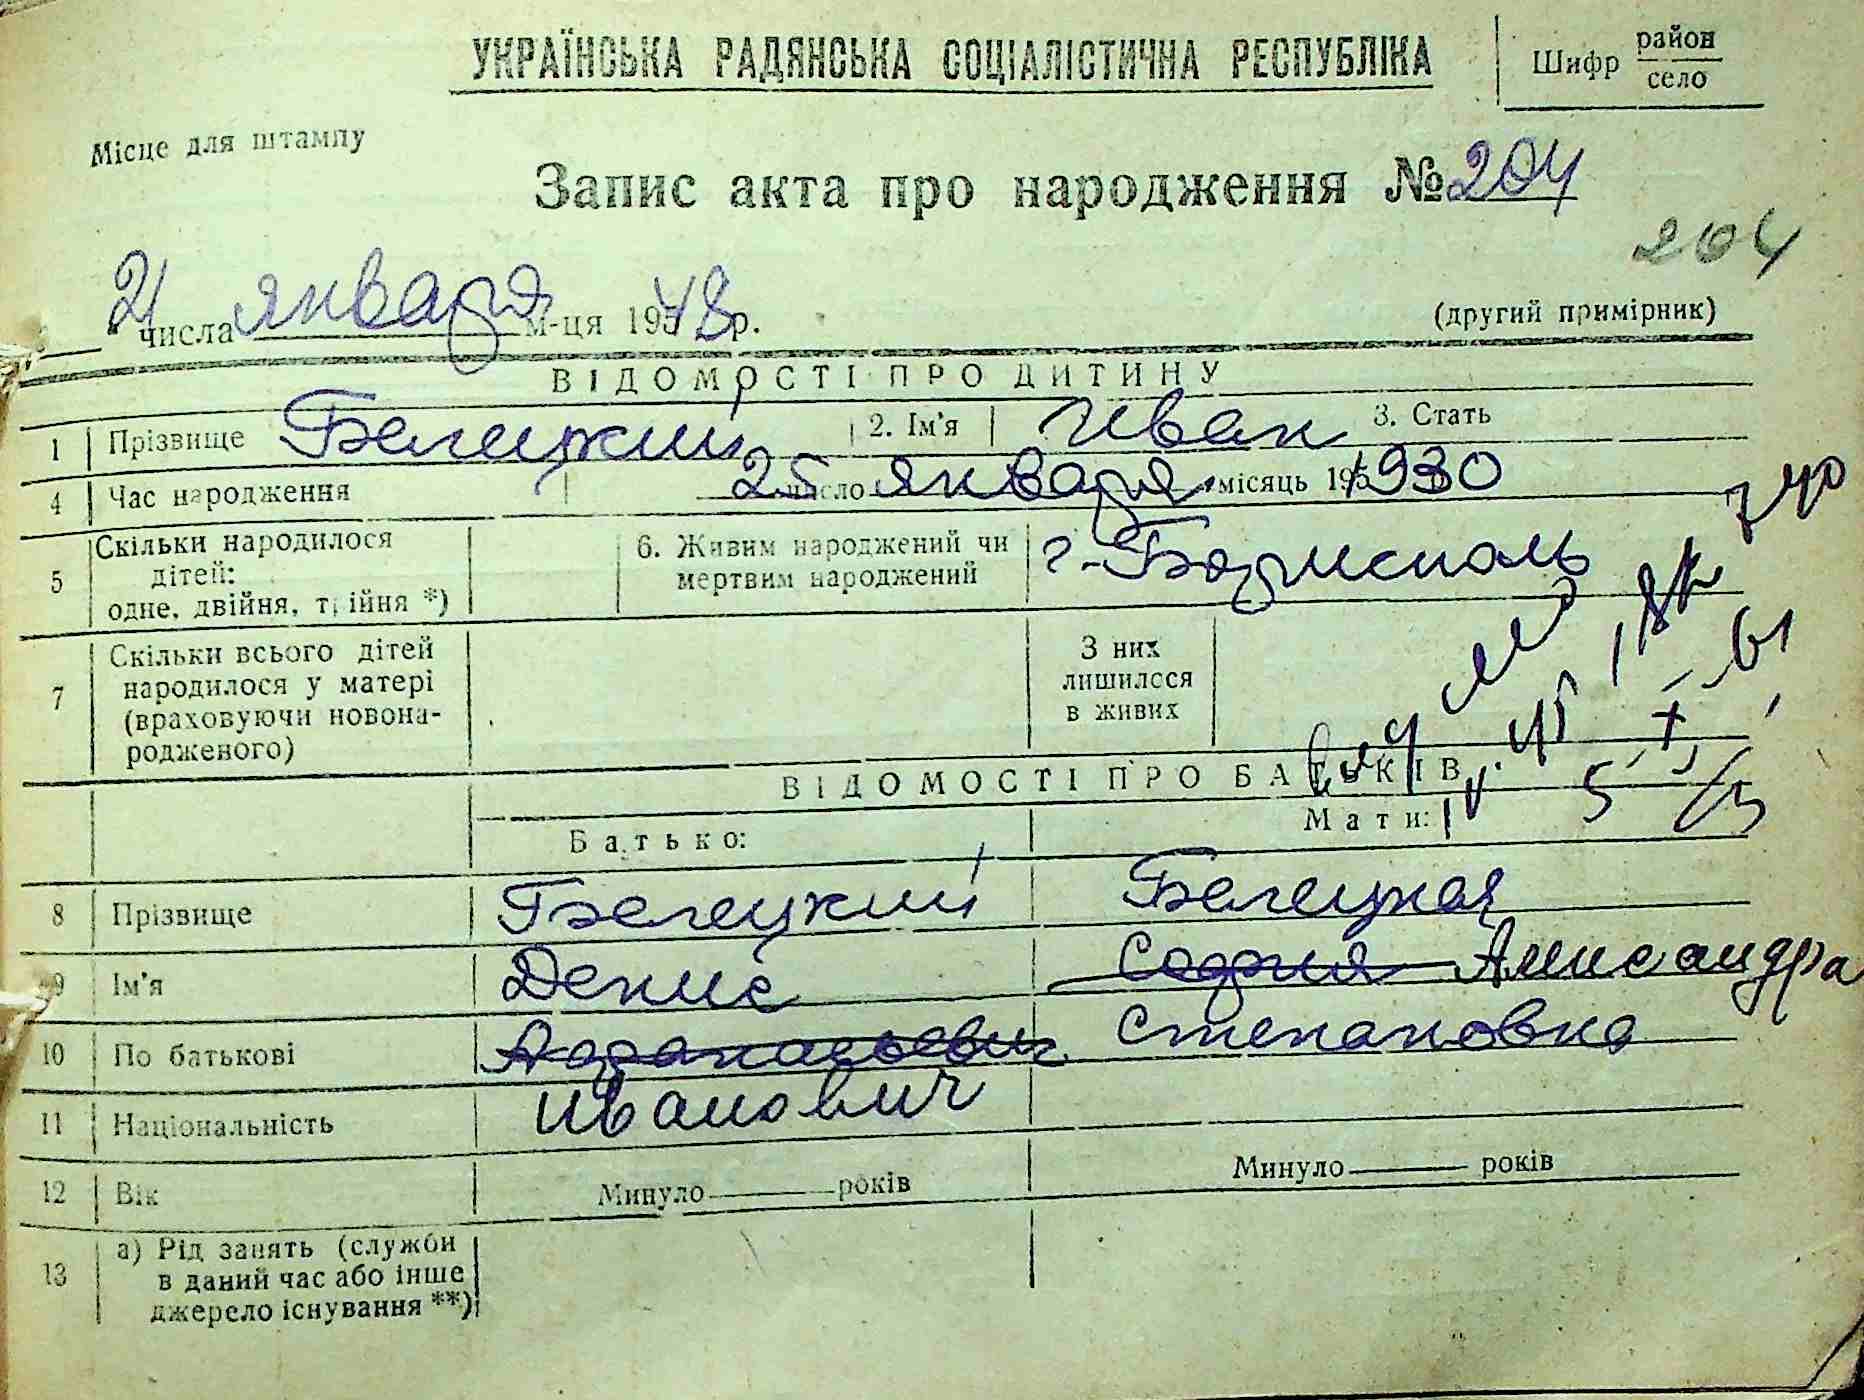 УКРАЇНСЬКА РАДЯНСЬКА СОЦІАЛІСТИЧНА РЕСПУБЛІКА
Шифр район
село
Місце для штампу
Запис акта про народження № 204
204
21 числа января м-ця 195 48 р.
(другий примірник)
ВІДОМОСТІ ПРО ДИТИНУ
1 Прізвище Белецкий 2. Ім'я Иван 3. Стать
4 Час народження 25 число января місяць 195 1930
5 Скільки народилося дітей: одне, двійня, трійня *) 6. Живим народжений чи мертвим народжений г. Борисполь
7 Скільки всього дітей народилося у матері (враховуючи новонародженого) З них лишилося в живих
ВІДОМОСТІ ПРО БАТЬКІВ
Батько: Мати:
8 Прізвище Белецкий Белецкая
9 Ім'я Денис София Александра
10 По батькові Афанасьевич Степановна
Иванович
11 Національність
12 Вік Минуло років Минуло років
13 а) Рід занять (служби в даний час або інше джерело існування **)